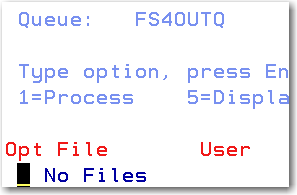 Queue: FS4OUTQ
Type option, press En
1=Process 5=Displa
Opt File User
No Files